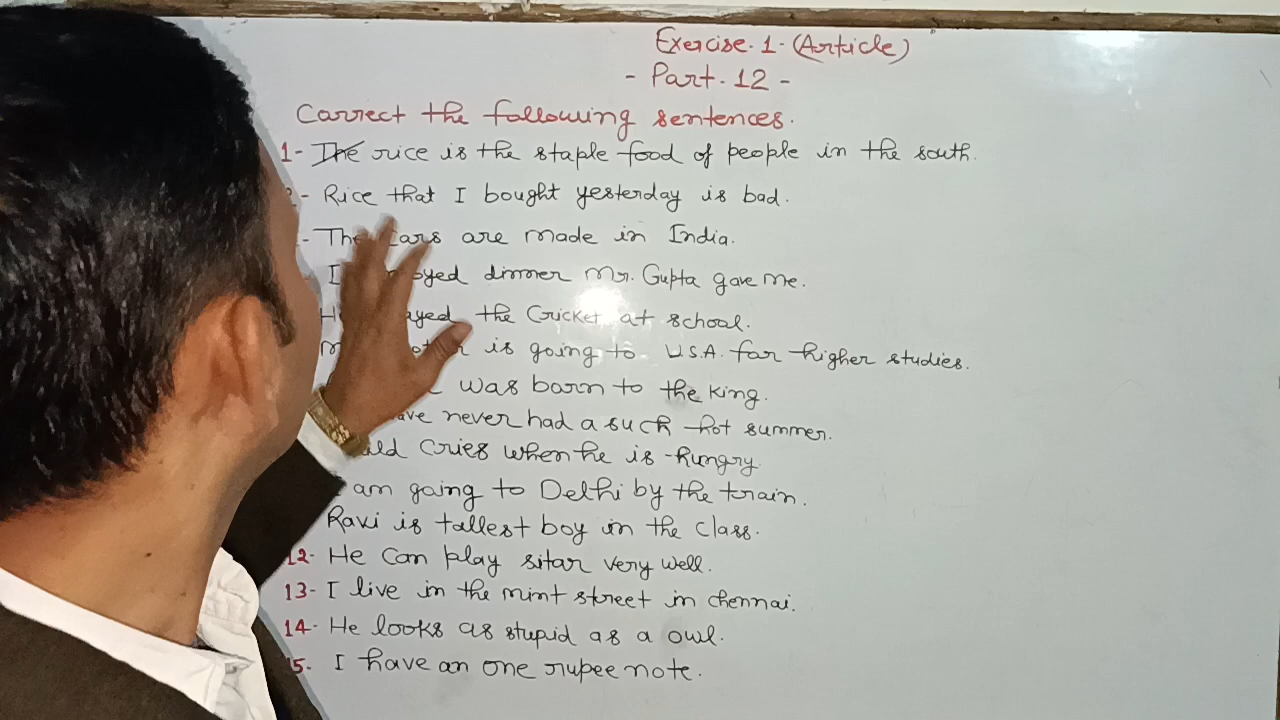 Exercise. 1 - (Article)
- Part. 12 -
Correct the following sentences.
1- The rice is the staple food of people in the south.
- Rice that I bought yesterday is bad.
- The Cars are made in India.
I dinner Mr. Gupta gave me.
the Cricket at school.
is going to U.S.A. for higher studies.
was born to the king.
never had a such hot summer.
cries when he is hungry
am going to Delhi by the train.
Ravi is tallest boy in the class.
12- He can play sitar very well.
13- I live in the mint street in chennai.
14- He looks as stupid as a owl.
5. I have an one rupee note.